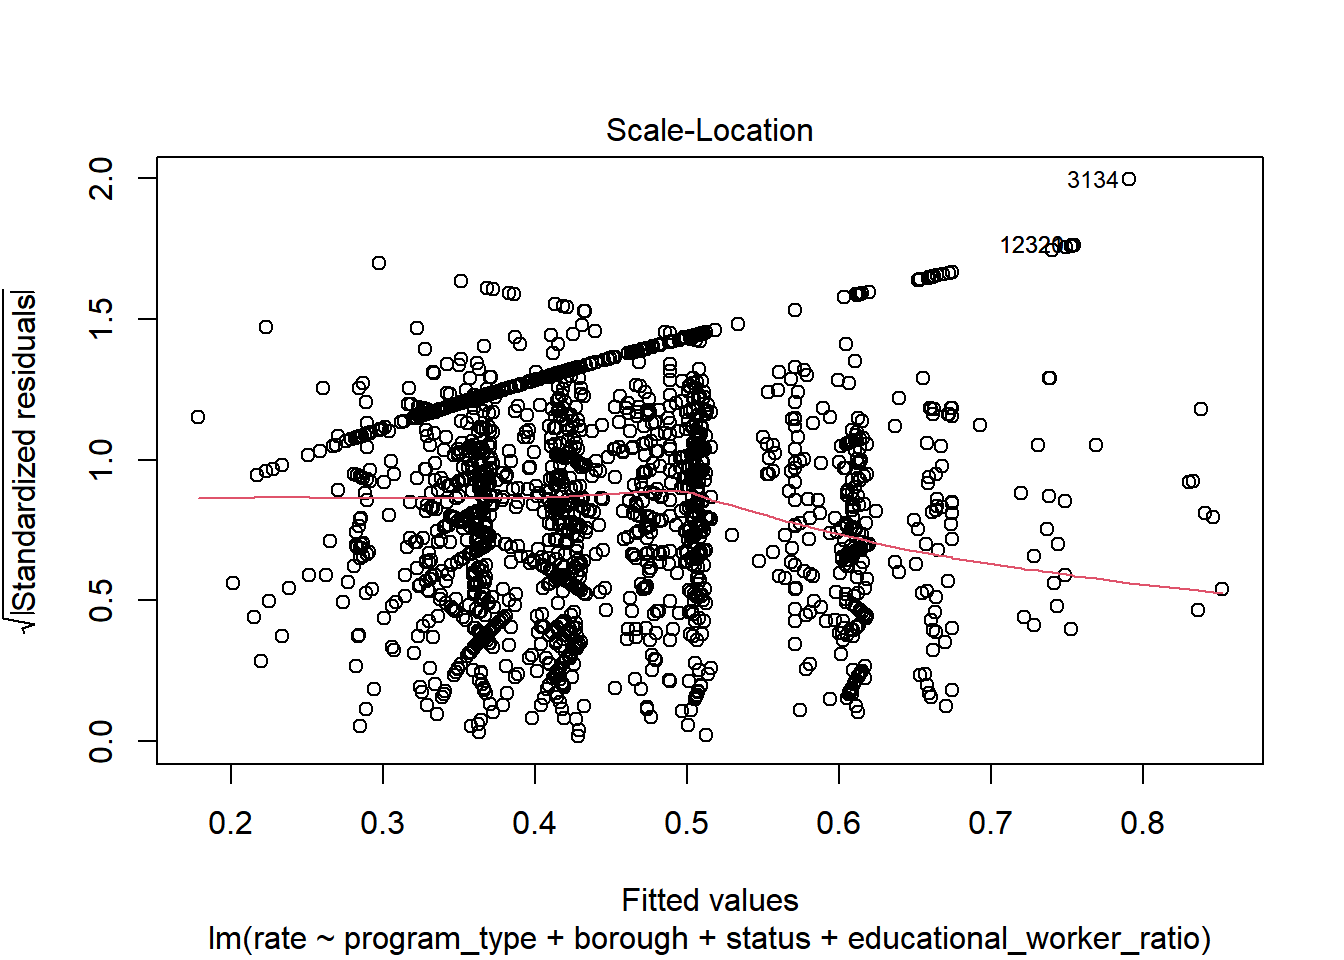 Scale-Location
√|Standardized residuals|
2.0
1.5
1.0
0.5
0.0
3134
0.2 0.3 0.4 0.5 0.6 0.7 0.8
Fitted values
lm(rate ~ program_type + borough + status + educational_worker_ratio)